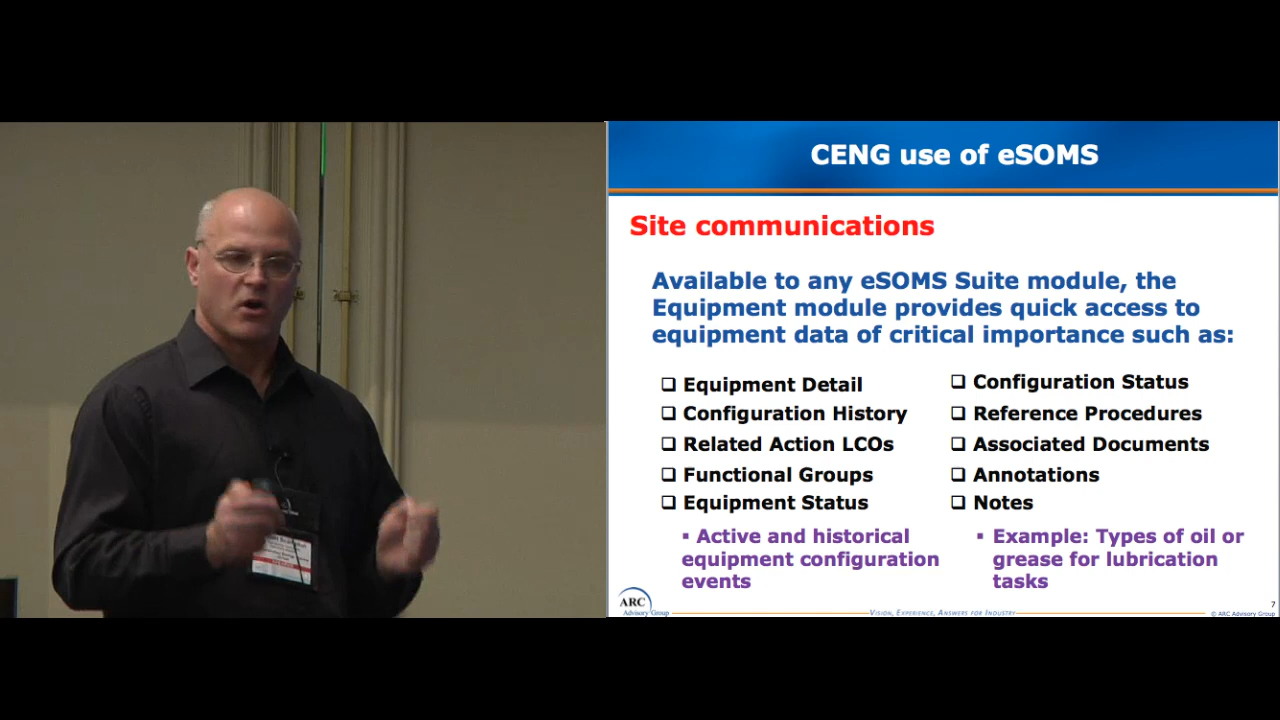 CENG use of eSOMS
Site communications
Available to any eSOMS Suite module, the
Equipment module provides quick access to
equipment data of critical importance such as:
❑ Equipment Detail
❑ Configuration History
❑ Related Action LCOs
❑ Functional Groups
❑ Equipment Status
▪ Active and historical
equipment configuration
events
❑ Configuration Status
❑ Reference Procedures
❑ Associated Documents
❑ Annotations
❑ Notes
▪ Example: Types of oil or
grease for lubrication
tasks
ARC
Advisory Group
VISION, EXPERIENCE, ANSWERS FOR INDUSTRY
7
© ARC Advisory Group